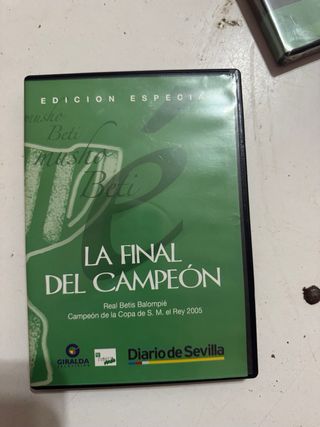 EDICION ESPECIAL
musho
Beti
musho
Beti
é
LA FINAL
DEL CAMPEÓN
Real Betis Balompié
Campeón de la Copa de S. M. el Rey 2005
GIRALDA
Diario de Sevilla